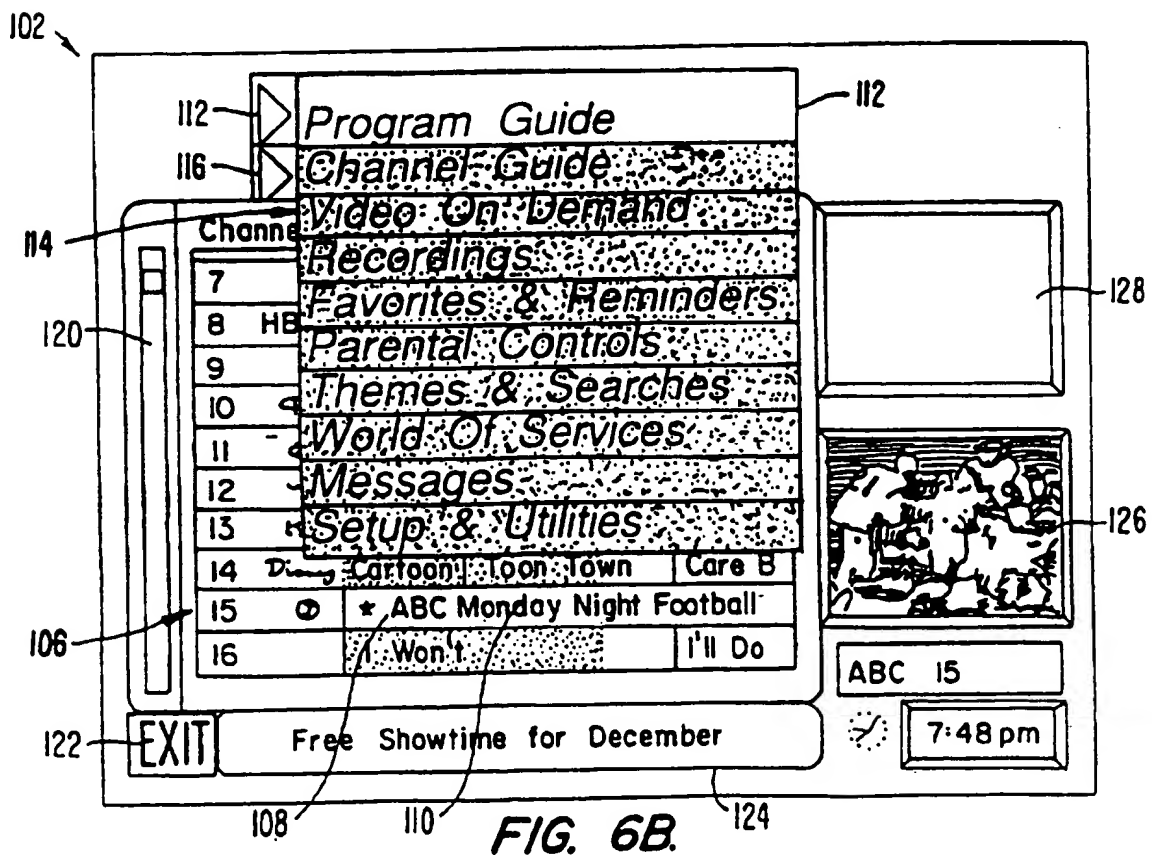 102
112 Program Guide 112
116 Channel Guide
114 Video On Demand
Channe
Recordings
7
Favorites & Reminders 128
8 HB
120 Parental Controls
9
Themes & Searches
10
World Of Services
11
Messages
12
Setup & Utilities 126
13
14 Cartoon Toon Town Care B
15 * ABC Monday Night Football
106
16 I Won't I'll Do
ABC 15
122 EXIT Free Showtime for December 7:48 pm
108 110 124
FIG. 6B.